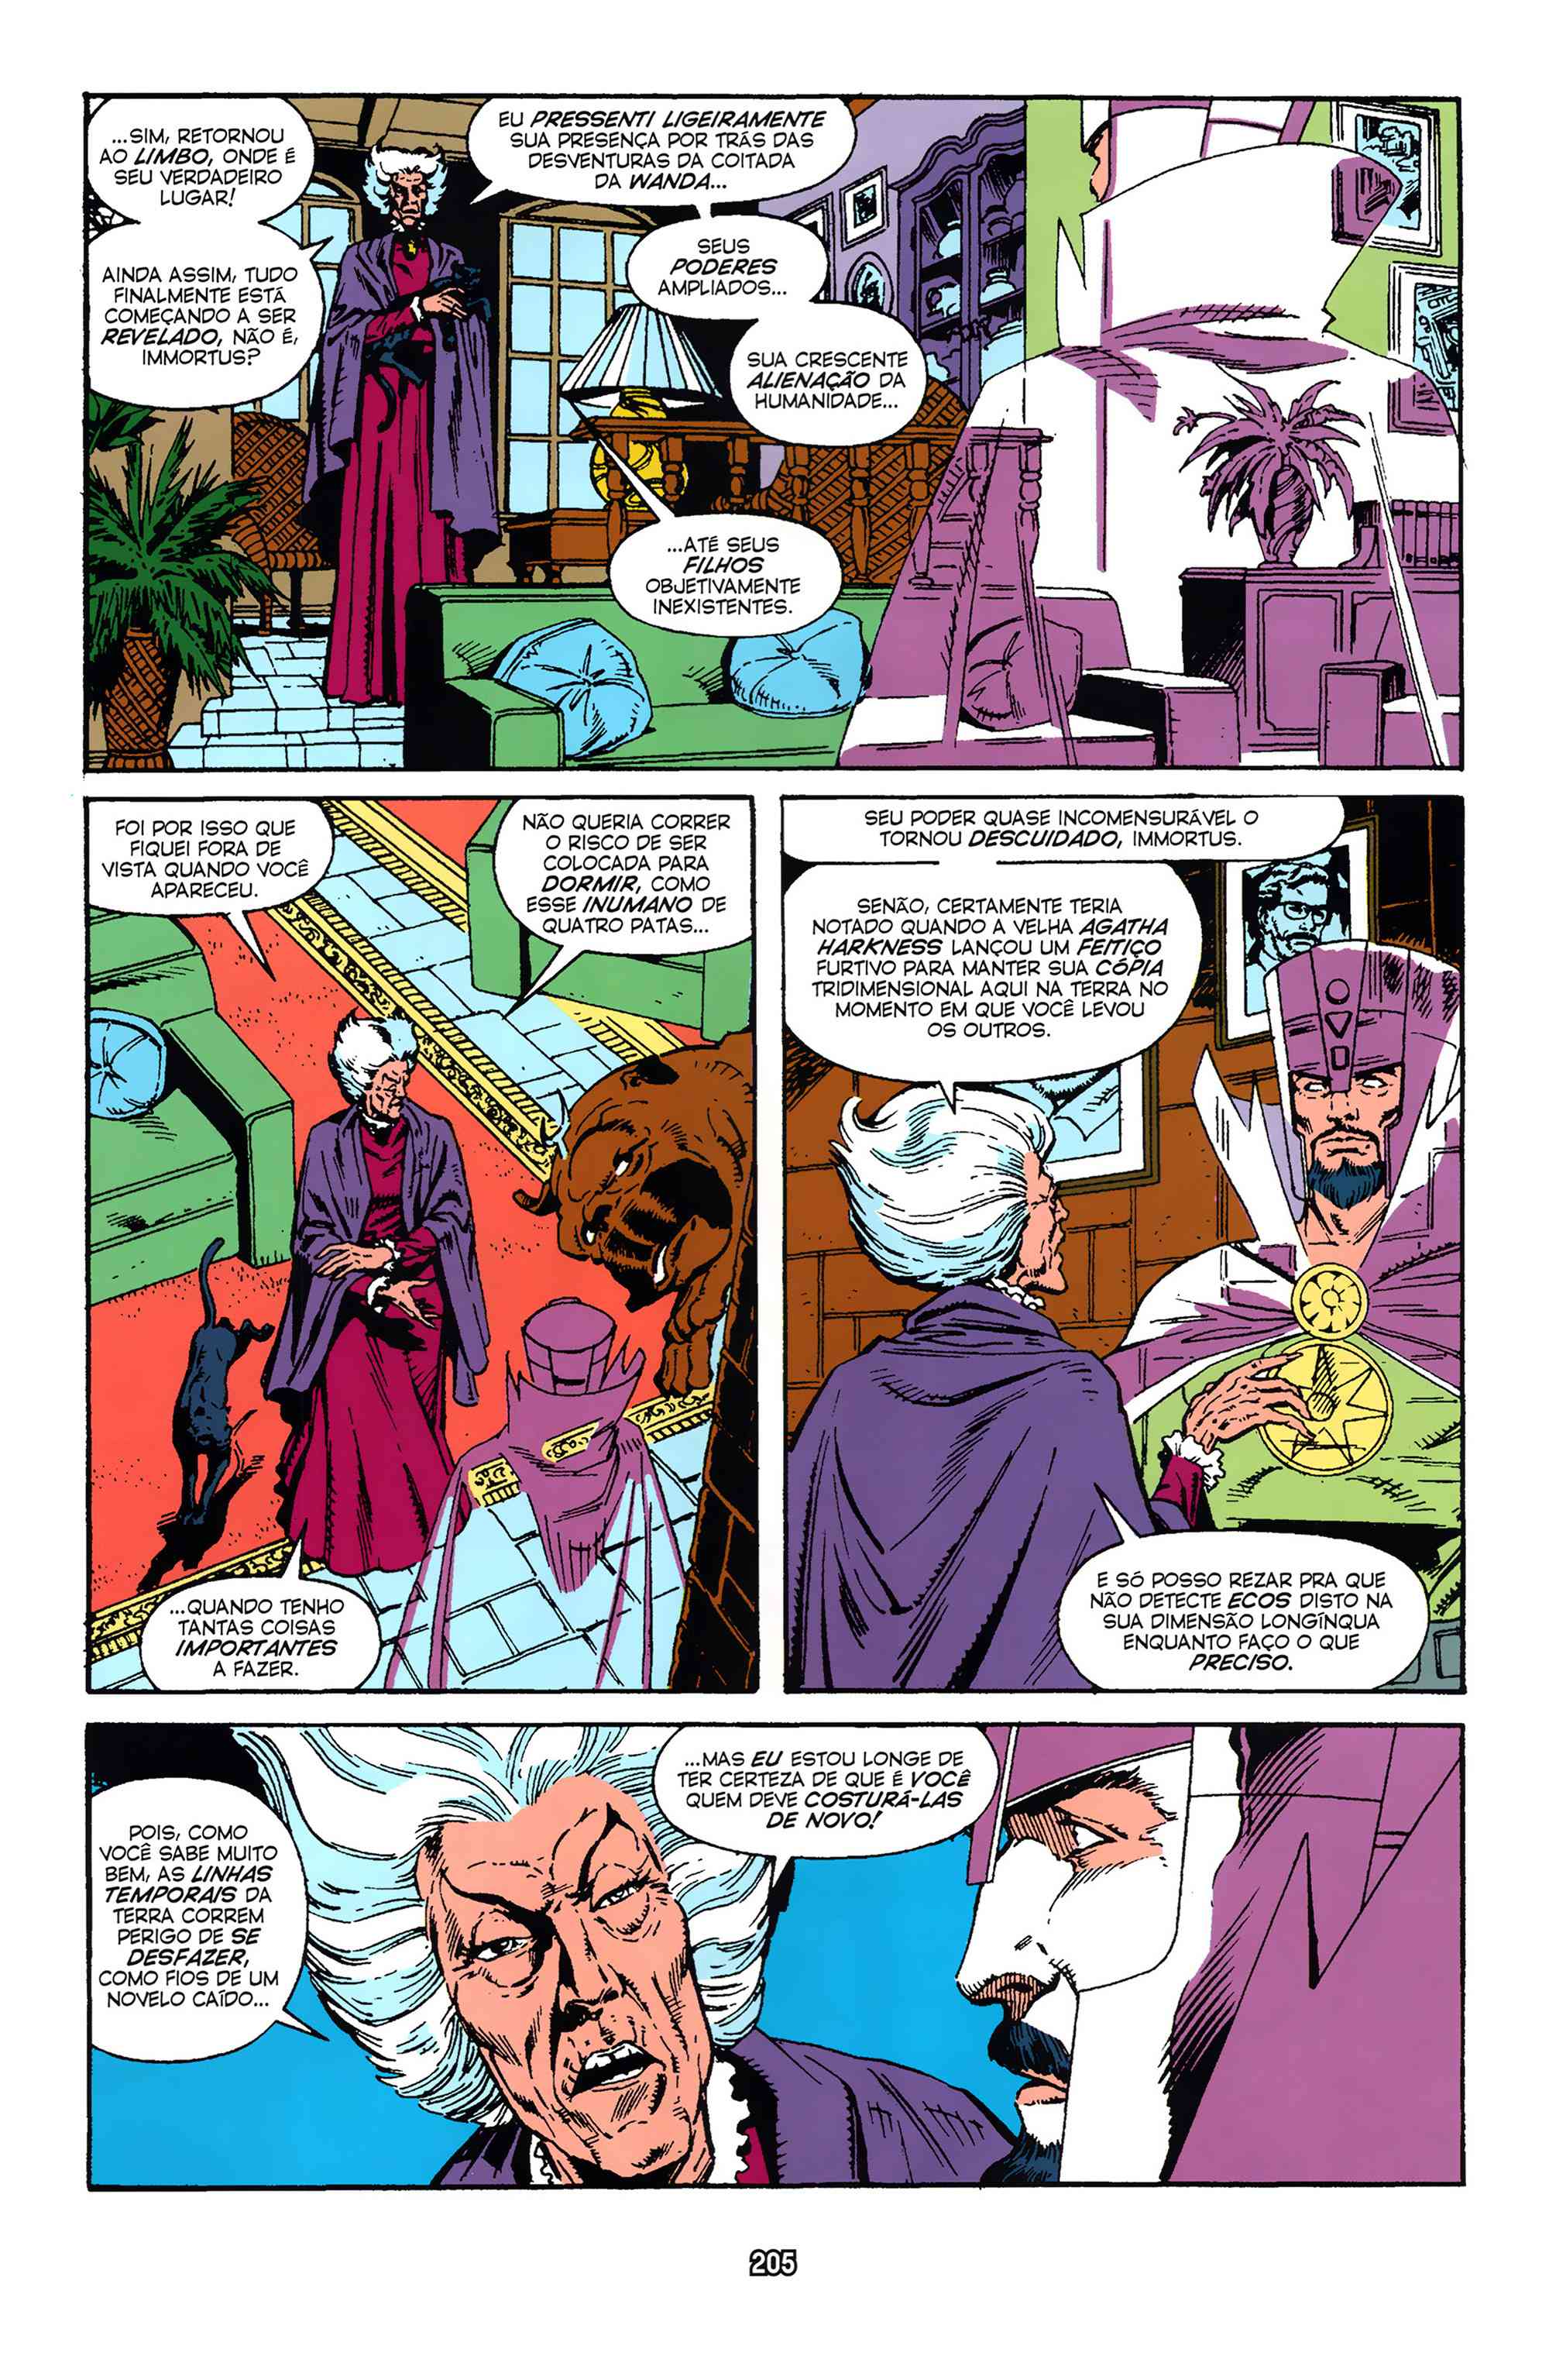 ...SIM, RETORNOU
AO LIMBO, ONDE É
SEU VERDADEIRO
LUGAR!
AINDA ASSIM, TUDO
FINALMENTE ESTÁ
COMEÇANDO A SER
REVELADO, NÃO É,
IMMORTUS?
EU PRESSENTI LIGEIRAMENTE
SUA PRESENÇA POR TRÁS DAS
DESVENTURAS DA COITADA
DA WANDA...
SEUS
PODERES
AMPLIADOS...
SUA CRESCENTE
ALIENAÇÃO DA
HUMANIDADE...
...ATÉ SEUS
FILHOS
OBJETIVAMENTE
INEXISTENTES.
FOI POR ISSO QUE
FIQUEI FORA DE
VISTA QUANDO VOCÊ
APARECEU.
NÃO QUERIA CORRER
O RISCO DE SER
COLOCADA PARA
DORMIR, COMO
ESSE INUMANO DE
QUATRO PATAS...
...QUANDO TENHO
TANTAS COISAS
IMPORTANTES
A FAZER.
SEU PODER QUASE INCOMENSURÁVEL O
TORNOU DESCUIDADO, IMMORTUS.
SENÃO, CERTAMENTE TERIA
NOTADO QUANDO A VELHA AGATHA
HARKNESS LANÇOU UM FEITIÇO
FURTIVO PARA MANTER SUA CÓPIA
TRIDIMENSIONAL AQUI NA TERRA NO
MOMENTO EM QUE VOCÊ LEVOU
OS OUTROS.
E SÓ POSSO REZAR PRA QUE
NÃO DETECTE ECOS DISTO NA
SUA DIMENSÃO LONGÍNQUA
ENQUANTO FAÇO O QUE
PRECISO.
POIS, COMO
VOCÊ SABE MUITO
BEM, AS LINHAS
TEMPORAIS DA
TERRA CORREM
PERIGO DE SE
DESFAZER,
COMO FIOS DE UM
NOVELO CAÍDO...
...MAS EU ESTOU LONGE DE
TER CERTEZA DE QUE É VOCÊ
QUEM DEVE COSTURÁ-LAS
DE NOVO!
205